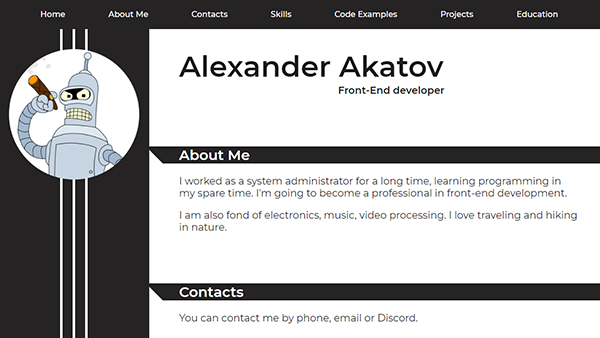 Home About Me Contacts Skills Code Examples Projects Education
Alexander Akatov
Front-End developer
About Me
I worked as a system administrator for a long time, learning programming in
my spare time. I'm going to become a professional in front-end development.
I am also fond of electronics, music, video processing. I love traveling and hiking
in nature.
Contacts
You can contact me by phone, email or Discord.